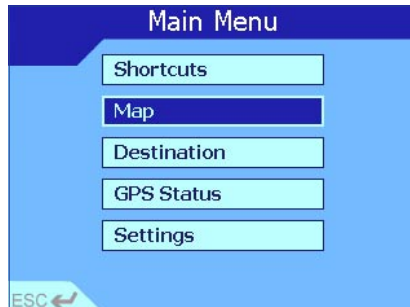 Main Menu
Shortcuts
Map
Destination
GPS Status
Settings
ESC